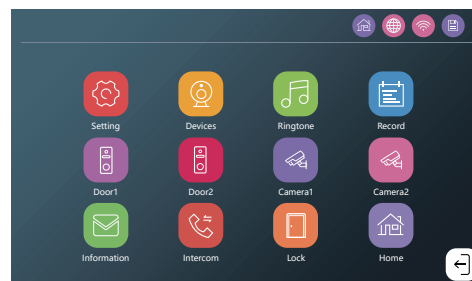 Setting Devices Ringtone Record
Door1 Door2 Camera1 Camera2
Information Intercom Lock Home